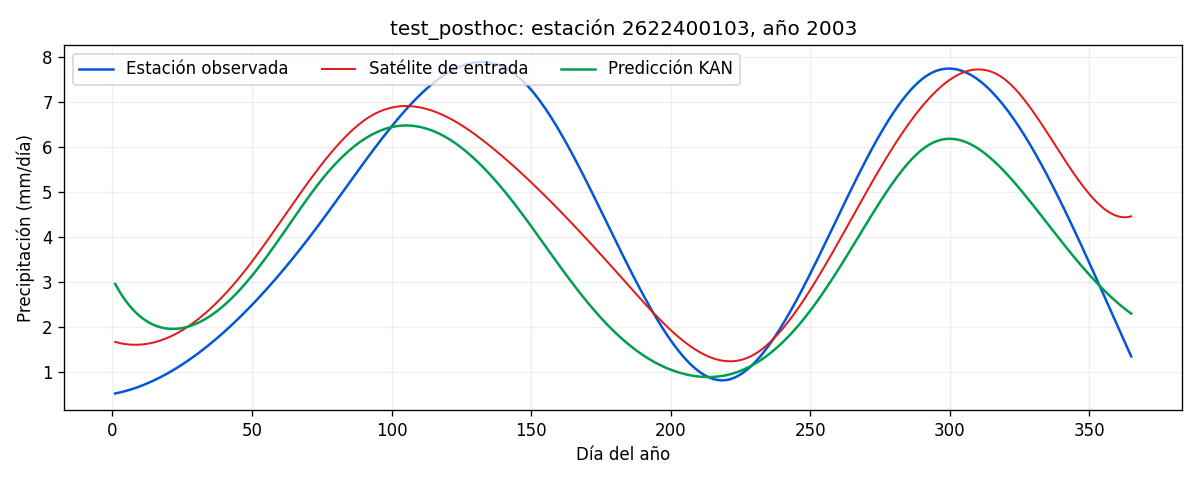 test_posthoc: estación 2622400103, año 2003
Estación observada Satélite de entrada Predicción KAN
Precipitación (mm/día)
8
7
6
5
4
3
2
1
0 50 100 150 200 250 300 350
Día del año